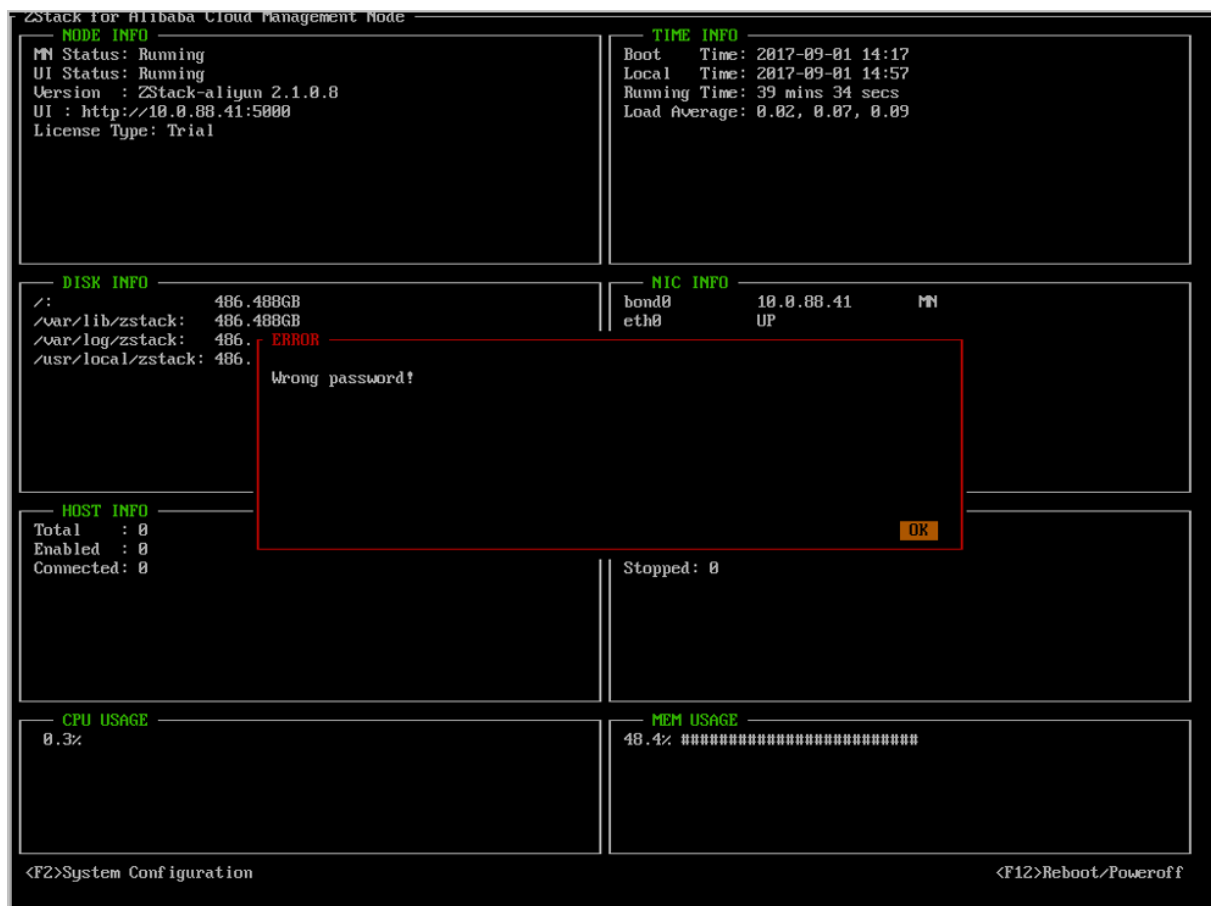 ZStack for Alibaba Cloud Management Node
NODE INFO
MN Status: Running
UI Status: Running
Version : ZStack-aliyun 2.1.0.8
UI : http://10.0.88.41:5000
License Type: Trial
TIME INFO
Boot Time: 2017-09-01 14:17
Local Time: 2017-09-01 14:57
Running Time: 39 mins 34 secs
Load Average: 0.02, 0.07, 0.09
DISK INFO
/: 486.488GB
/var/lib/zstack: 486.488GB
/var/log/zstack: 486.
/usr/local/zstack: 486.
NIC INFO
bond0 10.0.88.41 MN
eth0 UP
ERROR
Wrong password!
OK
HOST INFO
Total : 0
Enabled : 0
Connected: 0
Stopped: 0
CPU USAGE
0.3%
MEM USAGE
48.4% #########################
<F2>System Configuration
<F12>Reboot/Poweroff